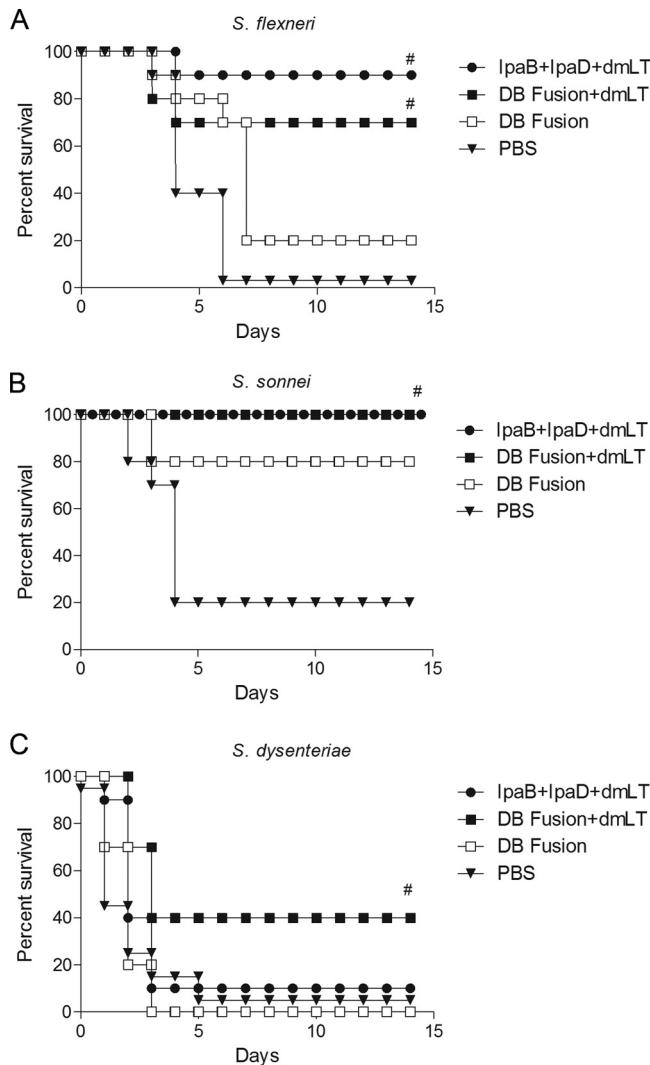 A
S. flexneri
#
#
100
80
60
40
20
0
0
5
10
15
Percent survival
Days
IpaB+IpaD+dmLT
DB Fusion+dmLT
DB Fusion
PBS
B
S. sonnei
#
100
80
60
40
20
0
0
5
10
15
Percent survival
Days
IpaB+IpaD+dmLT
DB Fusion+dmLT
DB Fusion
PBS
C
S. dysenteriae
#
100
80
60
40
20
0
0
5
10
15
Percent survival
Days
IpaB+IpaD+dmLT
DB Fusion+dmLT
DB Fusion
PBS